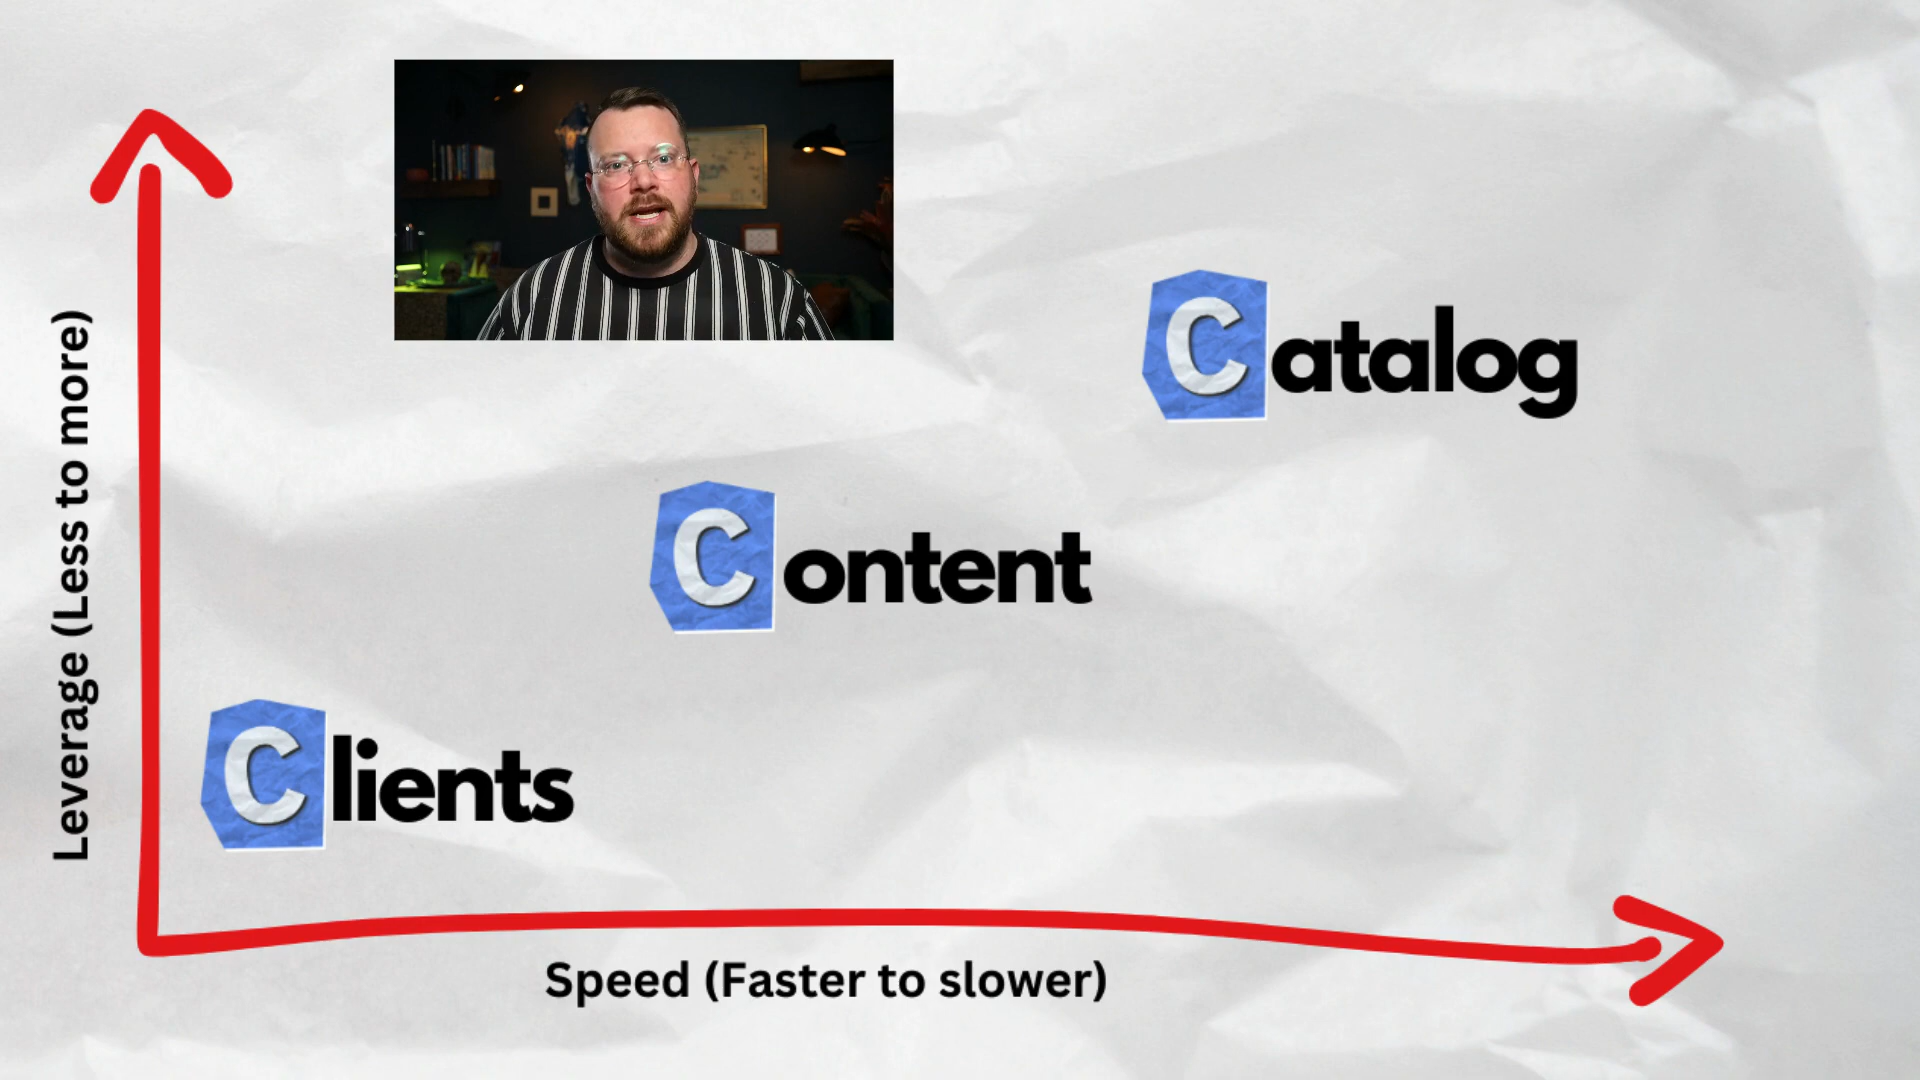 Catalog
Content
Clients
Leverage (Less to more)
Speed (Faster to slower)